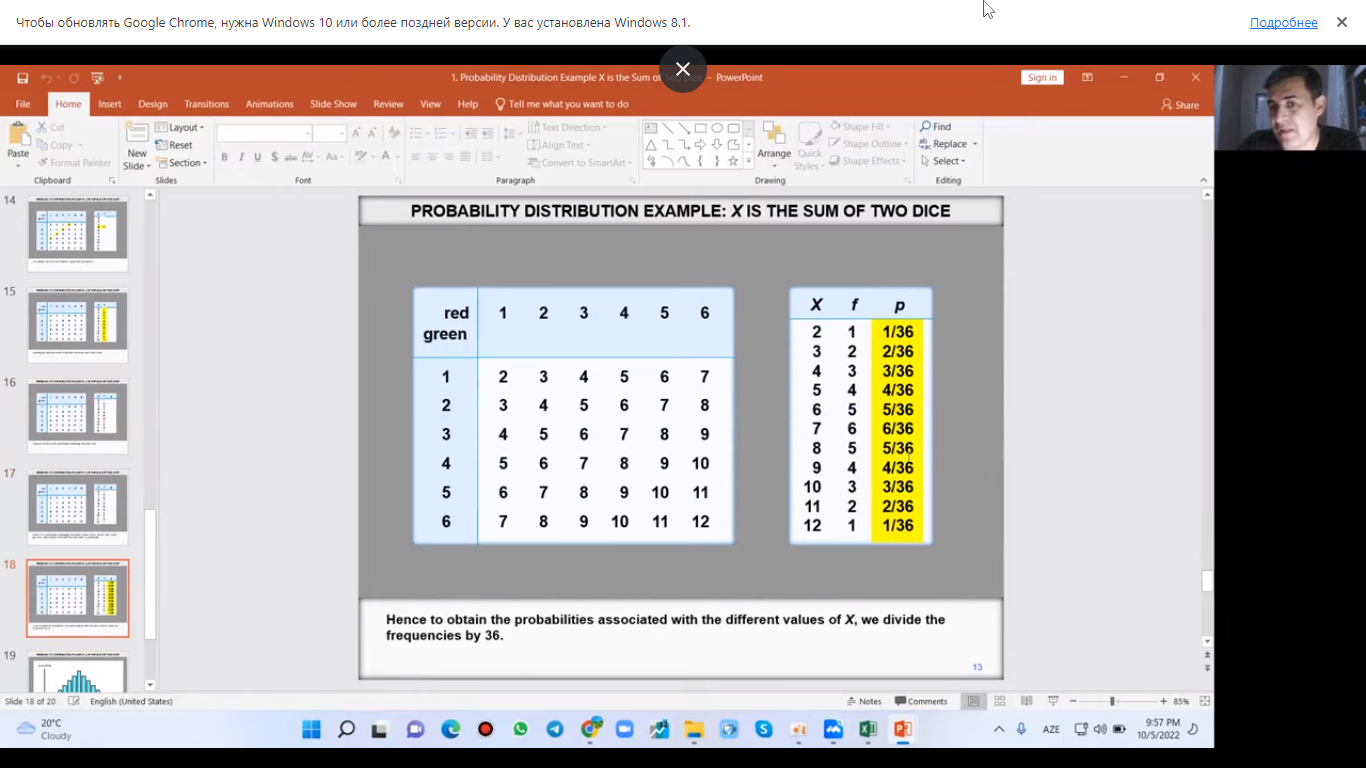 Чтобы обновлять Google Chrome, нужна Windows 10 или более поздней версии. У вас установлена Windows 8.1.
Подробнее
1. Probability Distribution Example X is the Sum of Two Dice - PowerPoint
Sign in
File Home Insert Design Transitions Animations Slide Show Review View Help Tell me what you want to do
Share
Paste
Cut
Copy
Format Painter
Clipboard
New Slide
Layout
Reset
Section
Slides
Font
Text Direction
Align Text
Convert to SmartArt
Paragraph
Arrange
Quick Styles
Shape Fill
Shape Outline
Shape Effects
Drawing
Find
Replace
Select
Editing
14
15
16
17
18
19
PROBABILITY DISTRIBUTION EXAMPLE: X IS THE SUM OF TWO DICE
red 1 2 3 4 5 6
green
1 2 3 4 5 6 7
2 3 4 5 6 7 8
3 4 5 6 7 8 9
4 5 6 7 8 9 10
5 6 7 8 9 10 11
6 7 8 9 10 11 12
X f p
2 1 1/36
3 2 2/36
4 3 3/36
5 4 4/36
6 5 5/36
7 6 6/36
8 5 5/36
9 4 4/36
10 3 3/36
11 2 2/36
12 1 1/36
Hence to obtain the probabilities associated with the different values of X, we divide the
frequencies by 36.
13
Slide 18 of 20 English (United States)
Notes Comments 85%
20°C
Cloudy
AZE
9:57 PM
10/5/2022